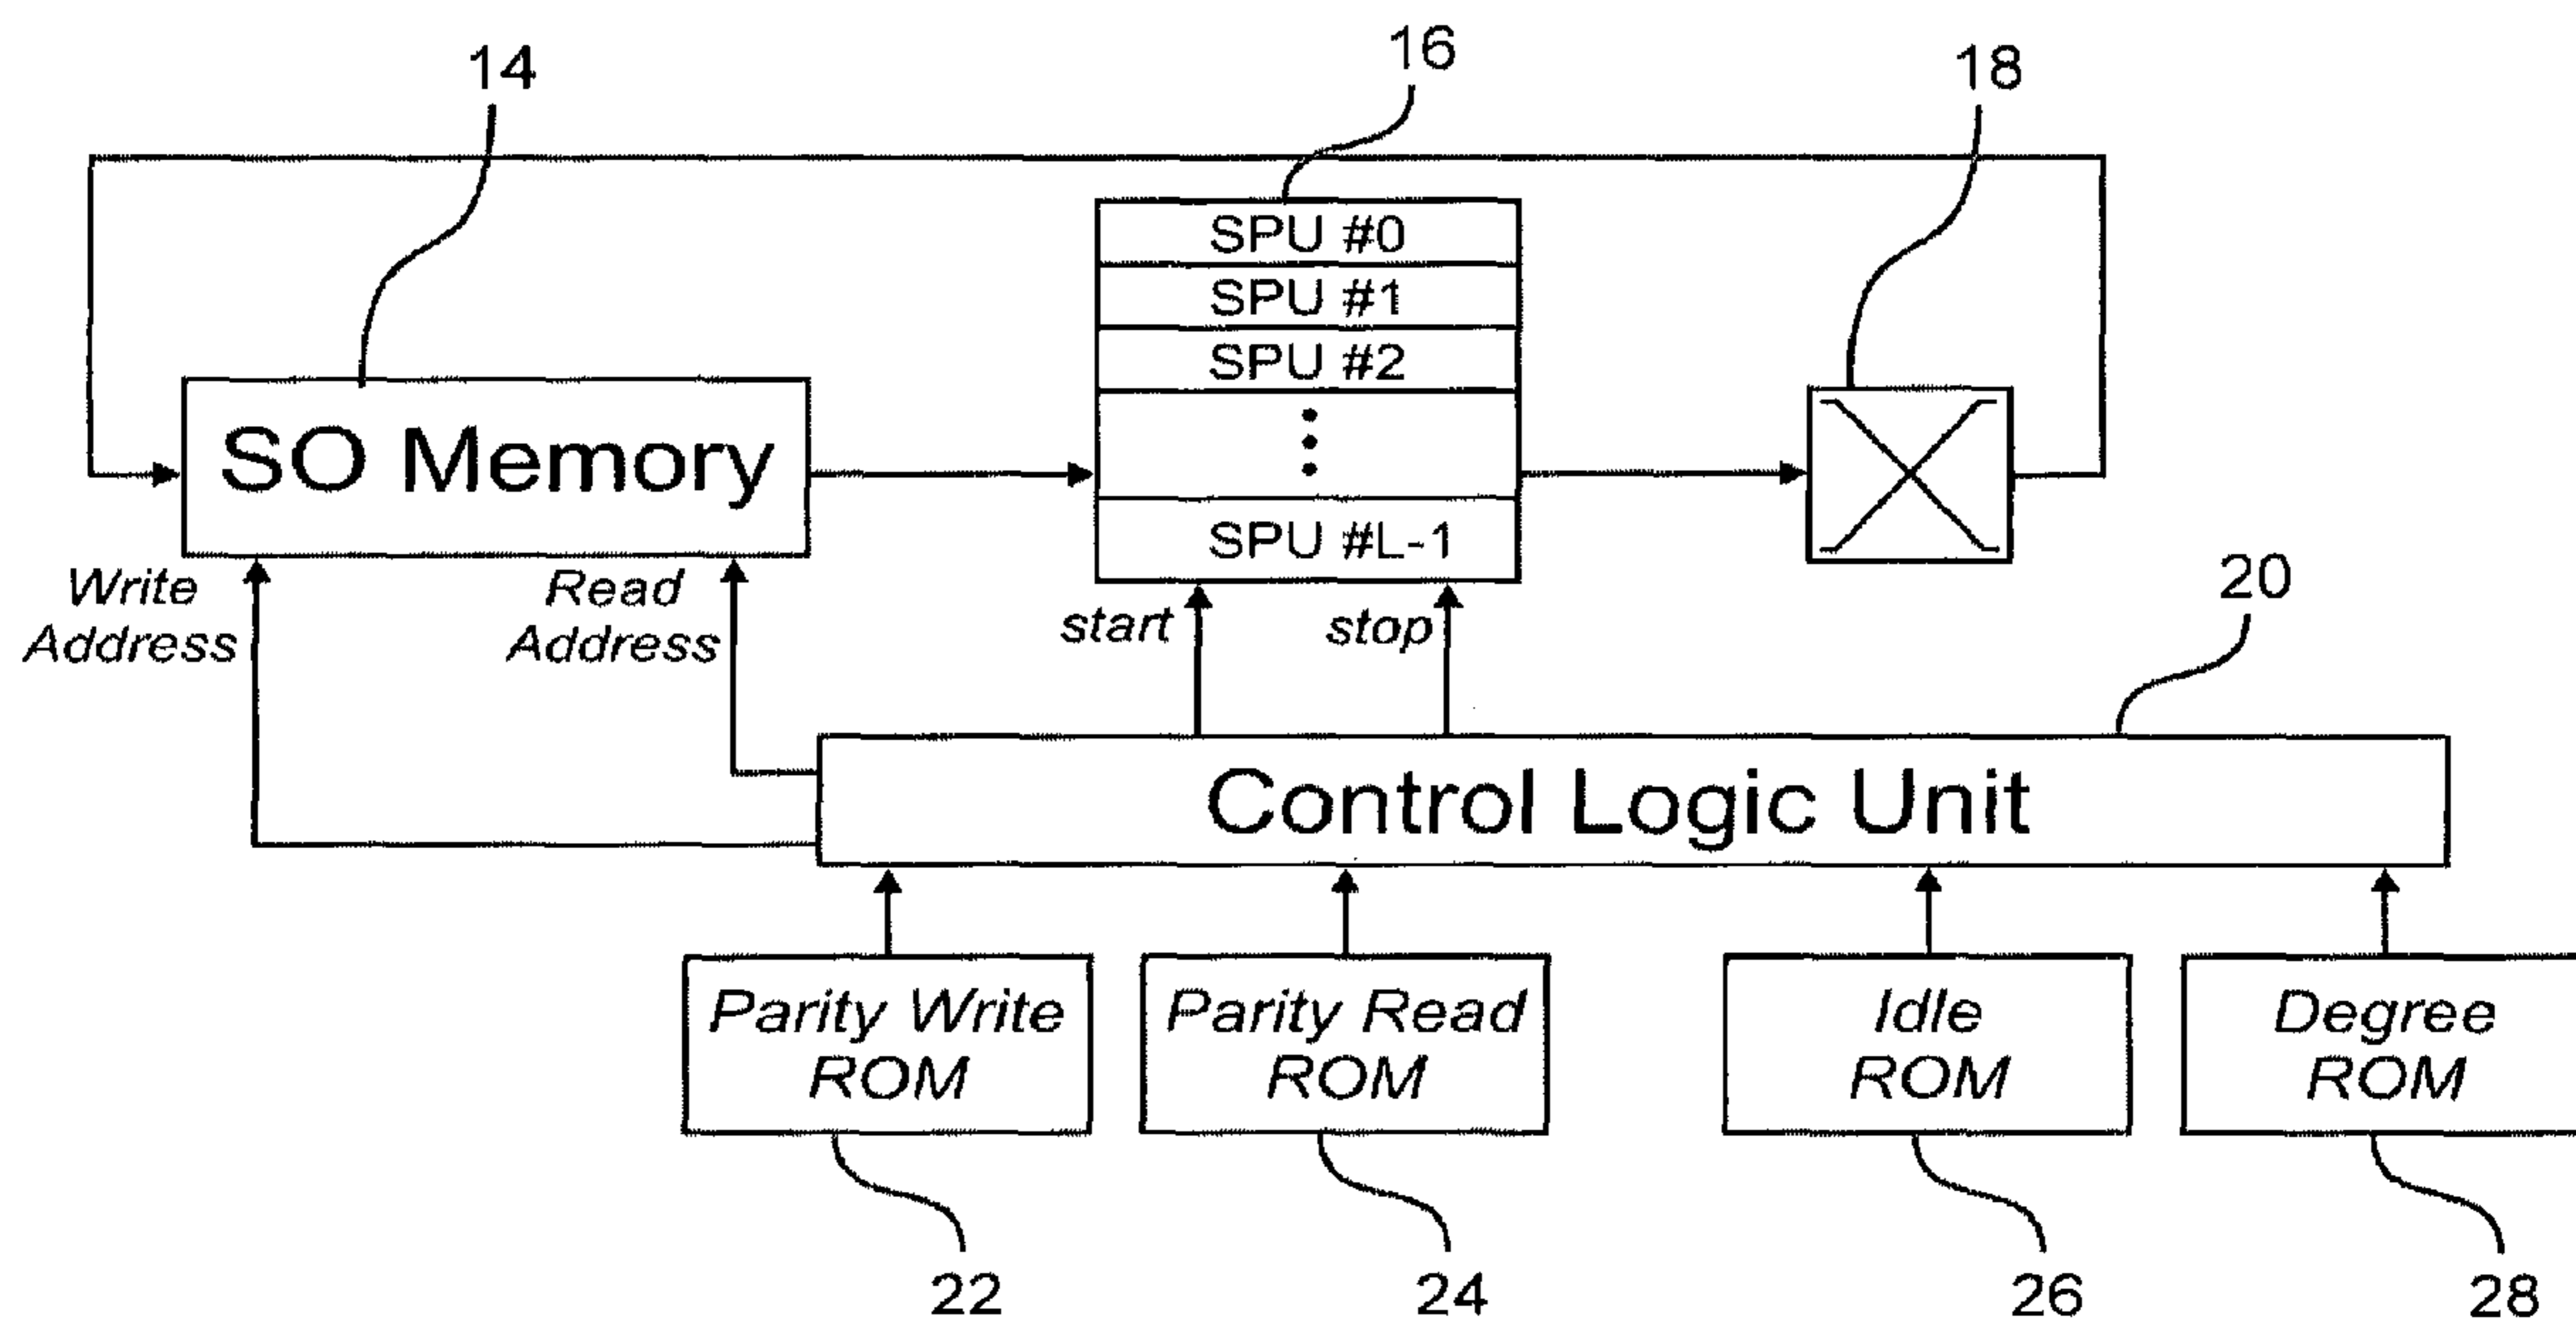 14
16
18
SPU #0
SPU #1
SPU #2
SO Memory
SPU #L-1
Write
Address
Read
Address
start
stop
20
Control Logic Unit
Parity Write
ROM
Parity Read
ROM
Idle
ROM
Degree
ROM
22
24
26
28